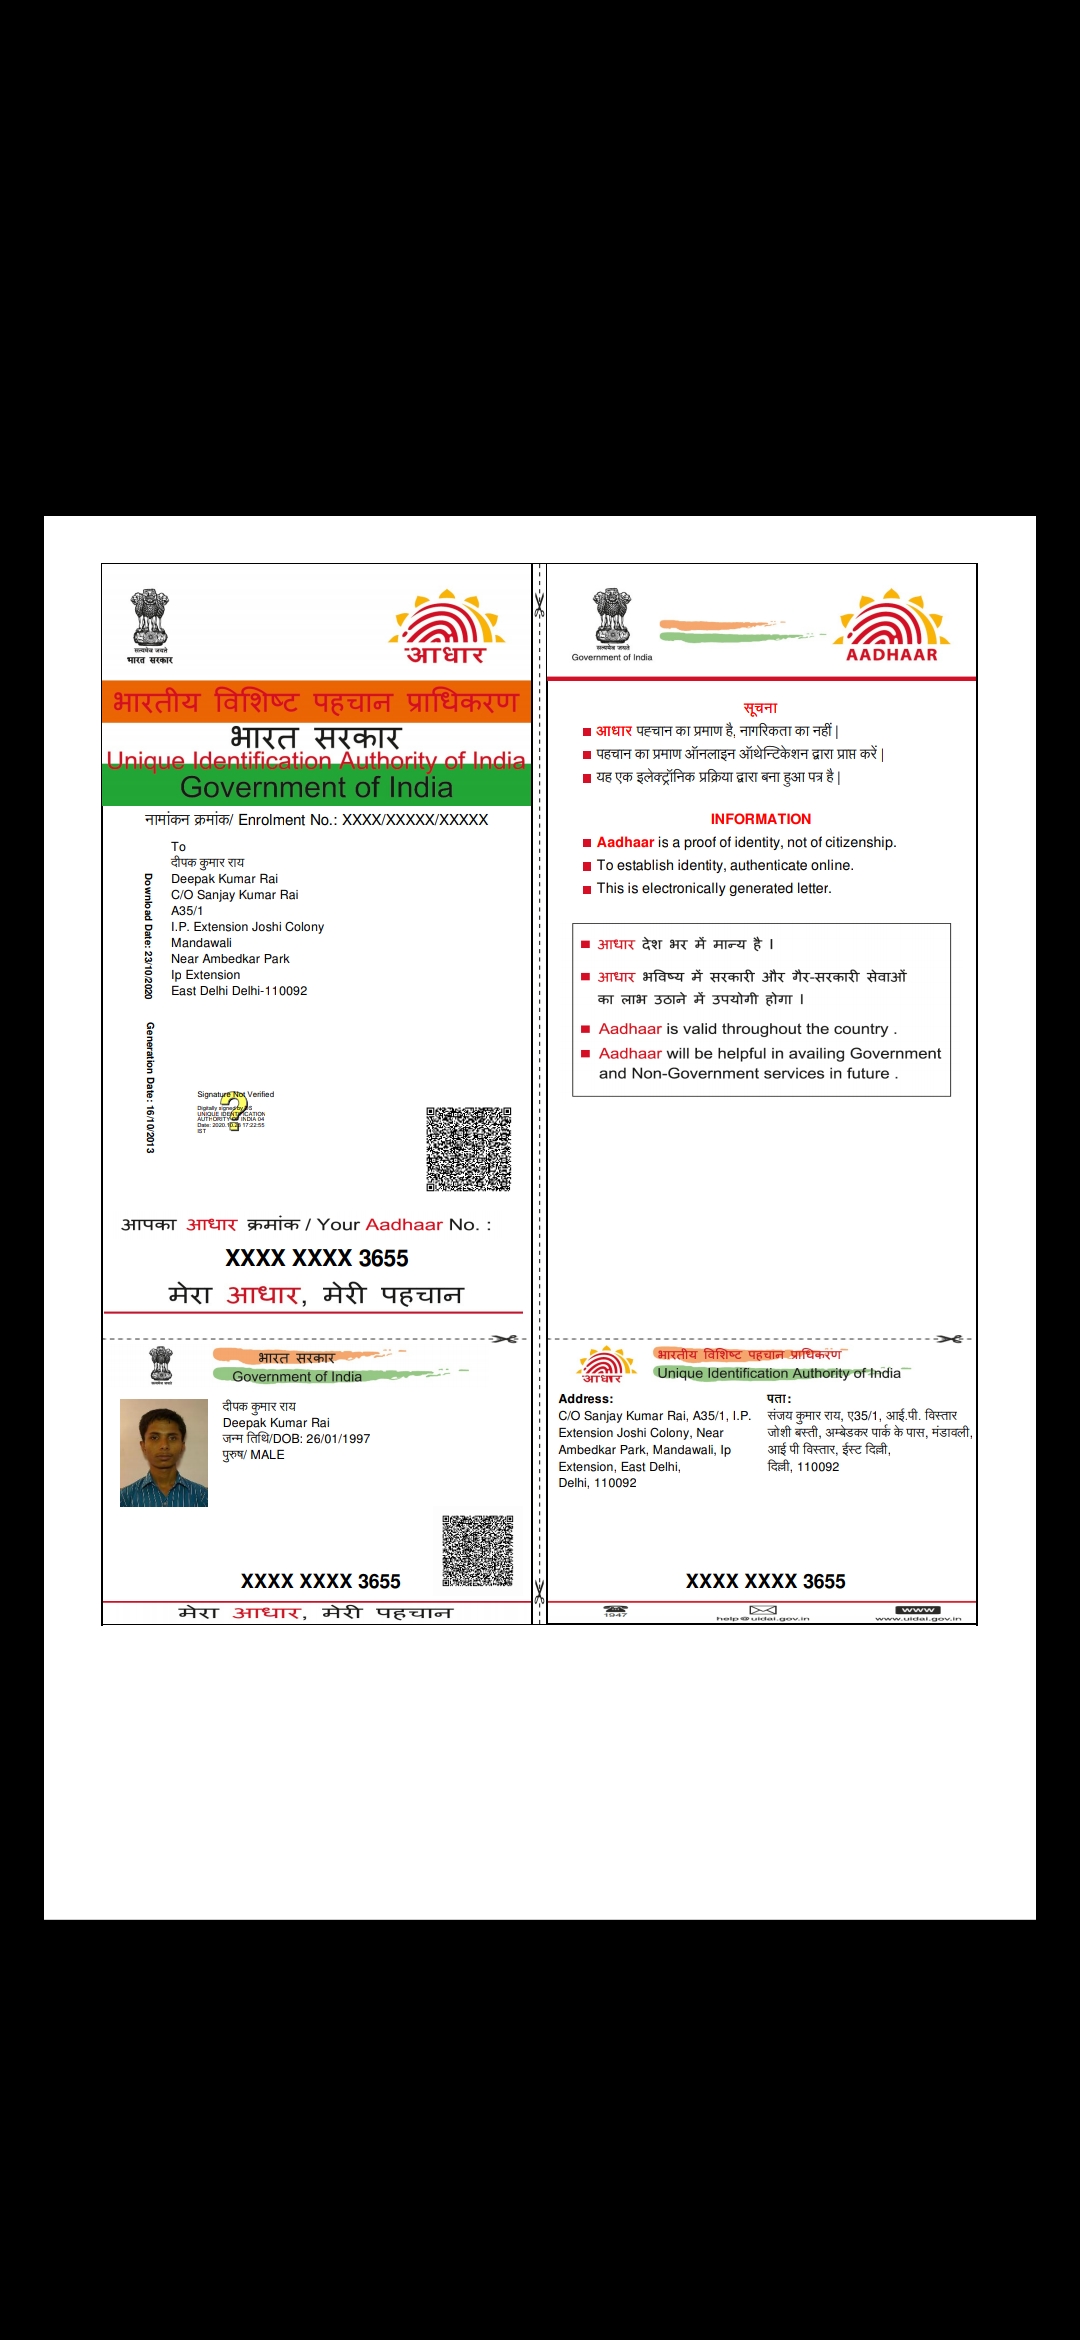 सत्यमेव जयते
भारत सरकार
आधार
भारतीय विशिष्ट पहचान प्राधिकरण
भारत सरकार
Unique Identification Authority of India
Government of India
नामांकन क्रमांक/ Enrolment No.: XXXX/XXXXX/XXXXX
To
दीपक कुमार राय
Deepak Kumar Rai
C/O Sanjay Kumar Rai
A35/1
I.P. Extension Joshi Colony
Mandawali
Near Ambedkar Park
Ip Extension
East Delhi Delhi-110092
Download Date: 23/10/2020
Generation Date: 16/10/2013
Signature Not Verified
Digitally signed by DS
UNIQUE IDENTIFICATION
AUTHORITY OF INDIA 04
Date: 2020.10.23 17:22:55
IST
आपका आधार क्रमांक / Your Aadhaar No. :
XXXX XXXX 3655
मेरा आधार, मेरी पहचान
सत्यमेव जयते
Government of India
AADHAAR
सूचना
आधार पहचान का प्रमाण है, नागरिकता का नहीं |
पहचान का प्रमाण ऑनलाइन ऑथेन्टिकेशन द्वारा प्राप्त करें |
यह एक इलेक्ट्रॉनिक प्रक्रिया द्वारा बना हुआ पत्र है |
INFORMATION
Aadhaar is a proof of identity, not of citizenship.
To establish identity, authenticate online.
This is electronically generated letter.
आधार देश भर में मान्य है ।
आधार भविष्य में सरकारी और गैर-सरकारी सेवाओं
का लाभ उठाने में उपयोगी होगा ।
Aadhaar is valid throughout the country .
Aadhaar will be helpful in availing Government
and Non-Government services in future .
भारत सरकार
Government of India
दीपक कुमार राय
Deepak Kumar Rai
जन्म तिथि/DOB: 26/01/1997
पुरुष/ MALE
XXXX XXXX 3655
मेरा आधार, मेरी पहचान
आधार
भारतीय विशिष्ट पहचान प्राधिकरण
Unique Identification Authority of India
Address:
C/O Sanjay Kumar Rai, A35/1, I.P.
Extension Joshi Colony, Near
Ambedkar Park, Mandawali, Ip
Extension, East Delhi,
Delhi, 110092
पता:
संजय कुमार राय, ए35/1, आई.पी. विस्तार
जोशी बस्ती, अम्बेडकर पार्क के पास, मंडावली,
आई पी विस्तार, ईस्ट दिल्ली,
दिल्ली, 110092
XXXX XXXX 3655
1947
help@uidai.gov.in
www
www.uidai.gov.in